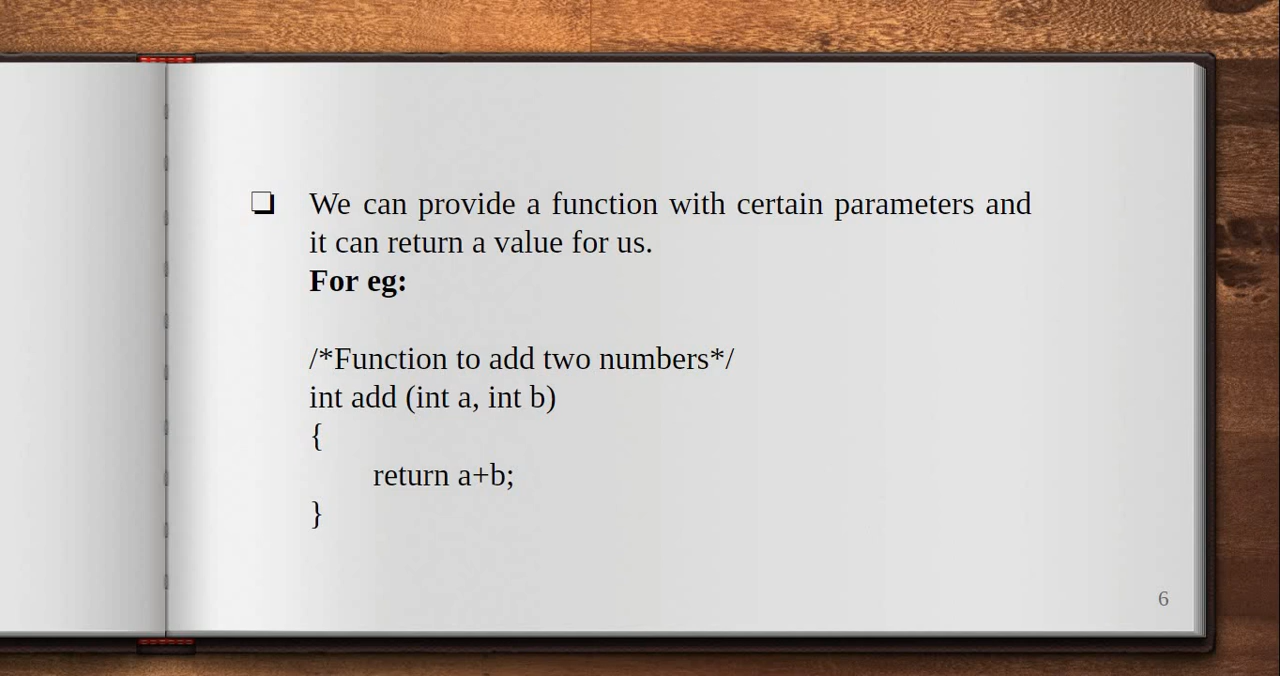 We can provide a function with certain parameters and
it can return a value for us.
For eg:
/*Function to add two numbers*/
int add (int a, int b)
{
return a+b;
}
6